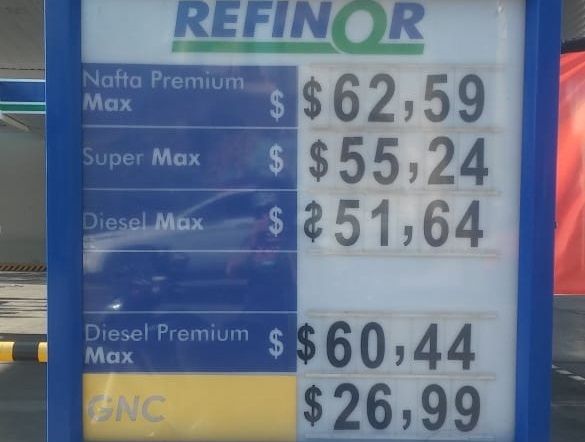 REFINOR
Nafta Premium
Max $ $62,59
Super Max $ $55,24
Diesel Max $ $51,64
Diesel Premium
Max $ $60,44
GNC $26,99